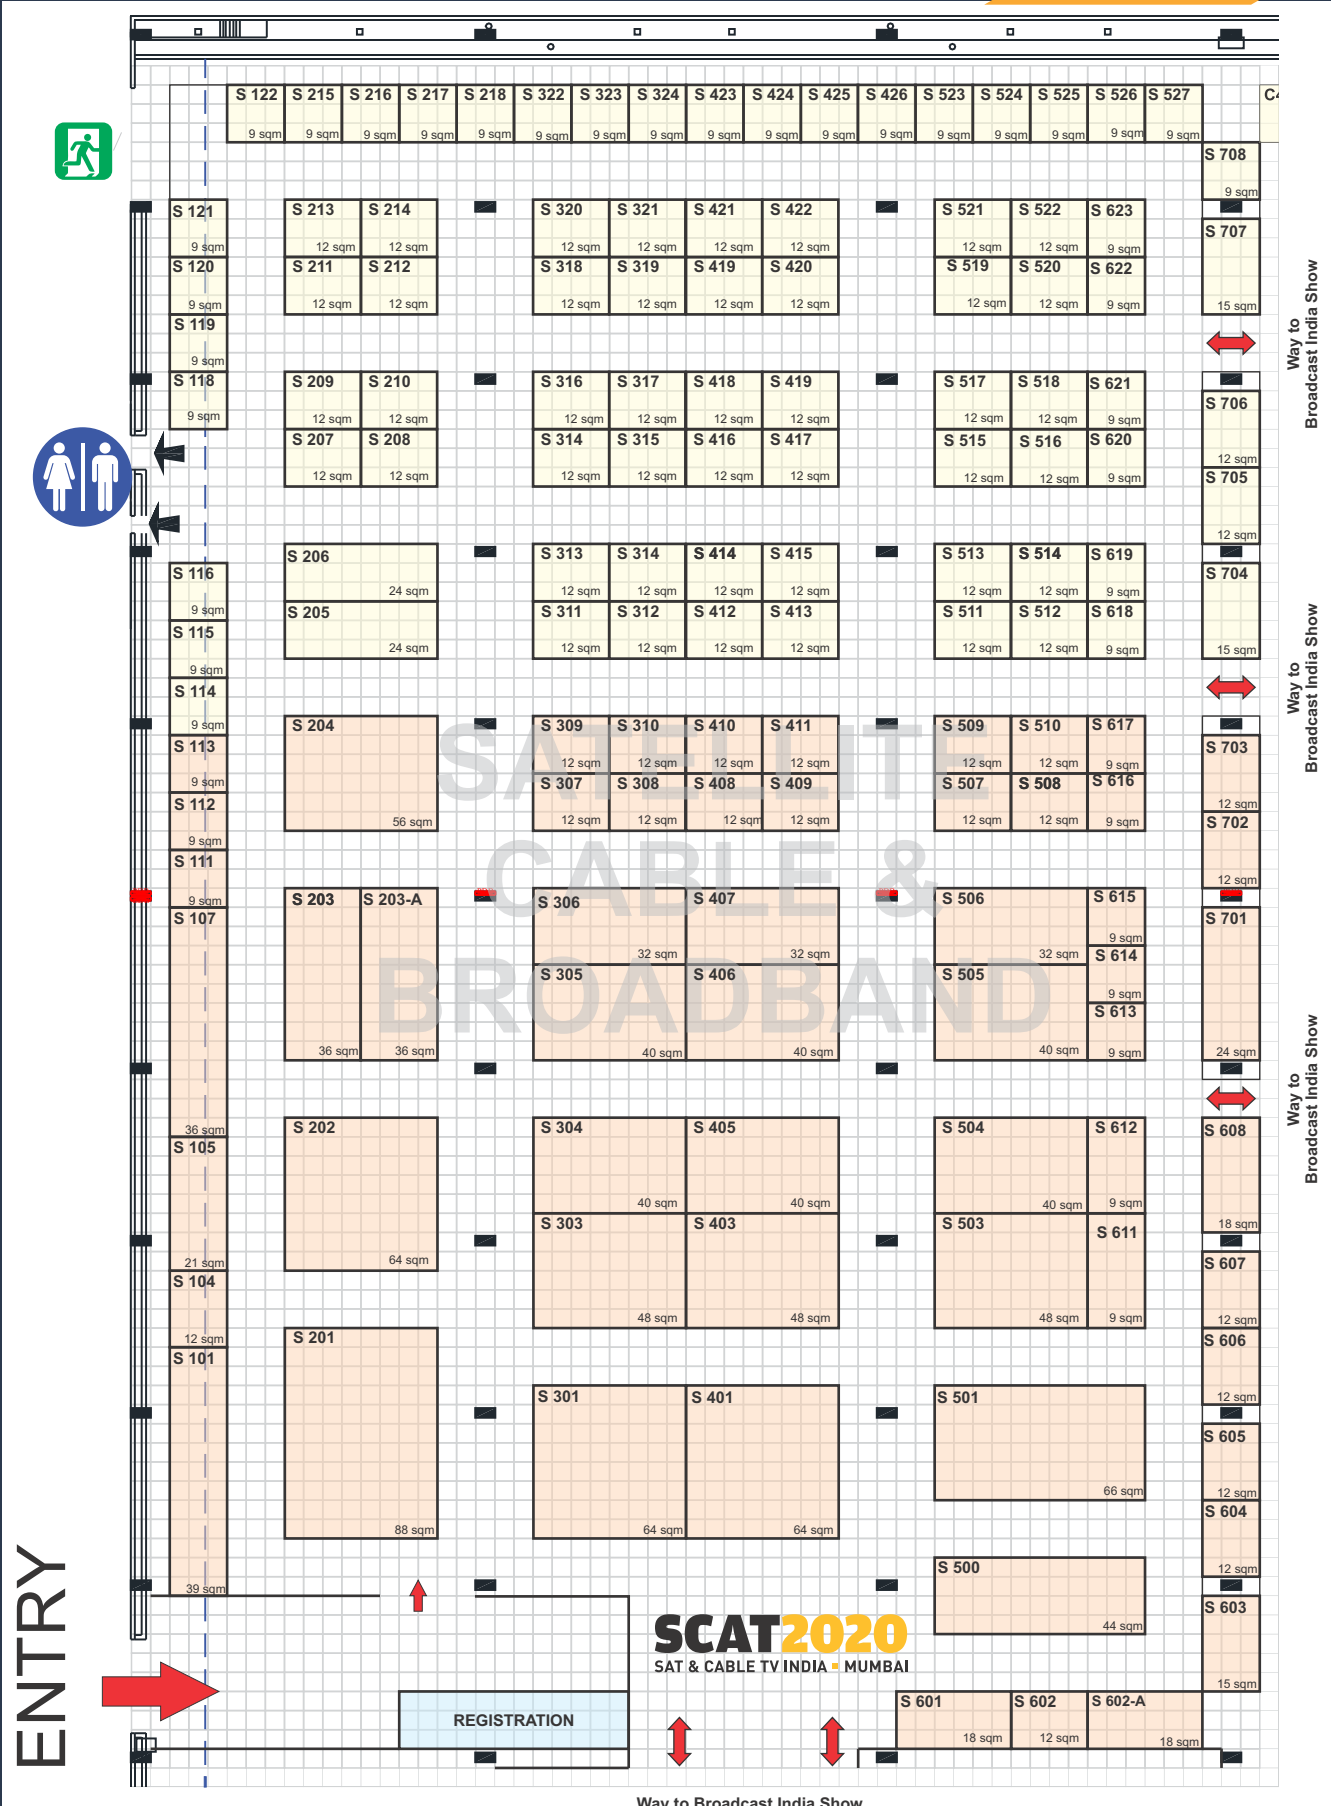 S 122 S 215 S 216 S 217 S 218 S 322 S 323 S 324 S 423 S 424 S 425 S 426 S 523 S 524 S 525 S 526 S 527
9 sqm 9 sqm 9 sqm 9 sqm 9 sqm 9 sqm 9 sqm 9 sqm 9 sqm 9 sqm 9 sqm 9 sqm 9 sqm 9 sqm 9 sqm 9 sqm 9 sqm
S 708
9 sqm
S 121 S 213 S 214 S 320 S 321 S 421 S 422 S 521 S 522 S 623
9 sqm 12 sqm 12 sqm 12 sqm 12 sqm 12 sqm 12 sqm 12 sqm 12 sqm 9 sqm
S 707
15 sqm
S 120 S 211 S 212 S 318 S 319 S 419 S 420 S 519 S 520 S 622
9 sqm 12 sqm 12 sqm 12 sqm 12 sqm 12 sqm 12 sqm 12 sqm 12 sqm 9 sqm
S 119
9 sqm
Way to
Broadcast India Show
S 118 S 209 S 210 S 316 S 317 S 418 S 419 S 517 S 518 S 621
9 sqm 12 sqm 12 sqm 12 sqm 12 sqm 12 sqm 12 sqm 12 sqm 12 sqm 9 sqm
S 706
12 sqm
S 207 S 208 S 314 S 315 S 416 S 417 S 515 S 516 S 620
12 sqm 12 sqm 12 sqm 12 sqm 12 sqm 12 sqm 12 sqm 12 sqm 9 sqm
S 705
12 sqm
S 206 S 313 S 314 S 414 S 415 S 513 S 514 S 619
24 sqm 12 sqm 12 sqm 12 sqm 12 sqm 12 sqm 12 sqm 9 sqm
S 116 S 704
9 sqm 15 sqm
S 205 S 311 S 312 S 412 S 413 S 511 S 512 S 618
24 sqm 12 sqm 12 sqm 12 sqm 12 sqm 12 sqm 12 sqm 9 sqm
S 115
9 sqm
S 114
9 sqm
Way to
Broadcast India Show
SATELLITE
CABLE &
BROADBAND
S 204 S 309 S 310 S 410 S 411 S 509 S 510 S 617
56 sqm 12 sqm 12 sqm 12 sqm 12 sqm 12 sqm 12 sqm 9 sqm
S 113 S 703
9 sqm 12 sqm
S 307 S 308 S 408 S 409 S 507 S 508 S 616
12 sqm 12 sqm 12 sqm 12 sqm 12 sqm 12 sqm 9 sqm
S 112 S 702
9 sqm 12 sqm
S 111
9 sqm
S 203 S 203-A S 306 S 407 S 506 S 615
36 sqm 36 sqm 32 sqm 32 sqm 32 sqm 9 sqm
S 107 S 701
36 sqm 24 sqm
S 614
9 sqm
S 305 S 406 S 505
40 sqm 40 sqm 40 sqm
S 613
9 sqm
Way to
Broadcast India Show
S 202 S 304 S 405 S 504 S 612 S 608
64 sqm 40 sqm 40 sqm 40 sqm 9 sqm 18 sqm
S 105
21 sqm
S 303 S 403 S 503 S 611
48 sqm 48 sqm 48 sqm 9 sqm
S 607
12 sqm
S 104
12 sqm
S 201 S 606
88 sqm 12 sqm
S 101
39 sqm
S 301 S 401 S 501
64 sqm 64 sqm 66 sqm
S 605
12 sqm
S 604
12 sqm
S 500
44 sqm
S 603
15 sqm
ENTRY
SCAT2020
SAT & CABLE TV INDIA MUMBAI
REGISTRATION
S 601 S 602 S 602-A
18 sqm 12 sqm 18 sqm
Way to Broadcast India Show